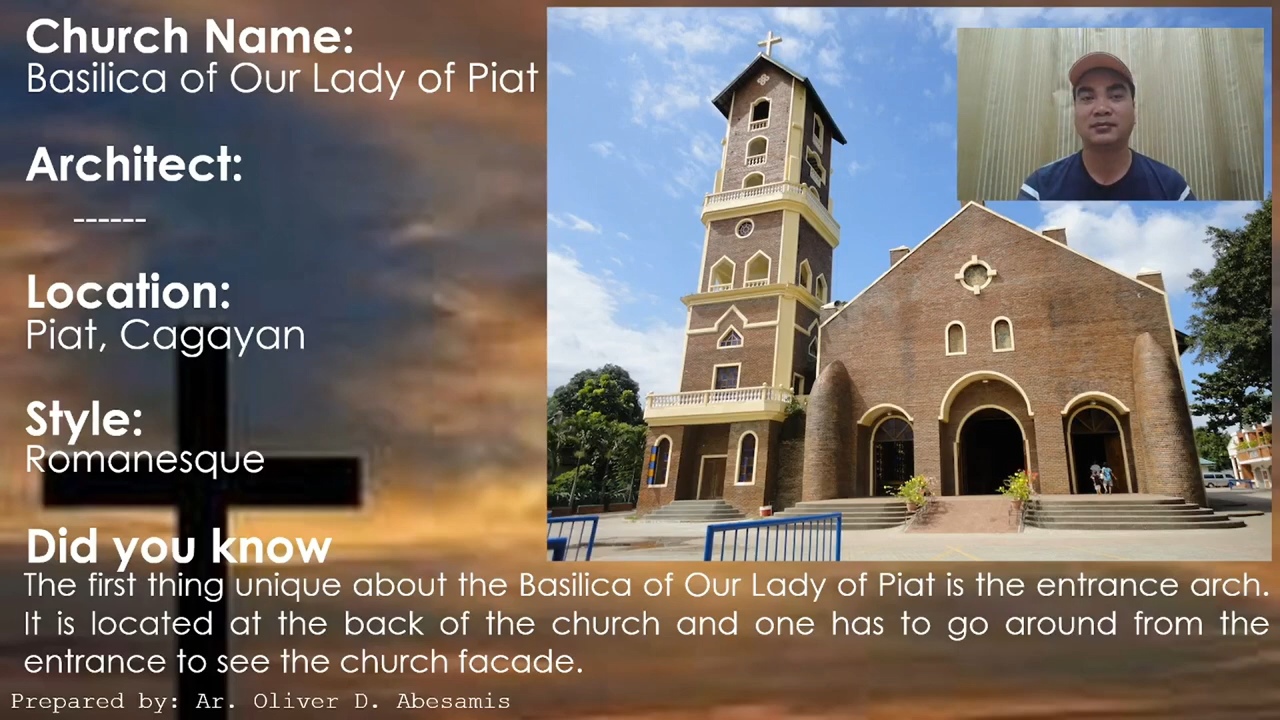 Church Name:
Basilica of Our Lady of Piat
Architect:
------
Location:
Piat, Cagayan
Style:
Romanesque
Did you know
The first thing unique about the Basilica of Our Lady of Piat is the entrance arch.
It is located at the back of the church and one has to go around from the
entrance to see the church facade.
Prepared by: Ar. Oliver D. Abesamis